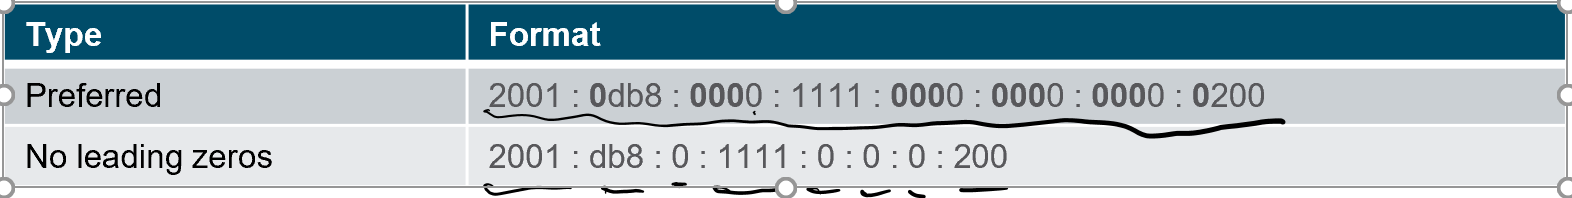 Type Format
Preferred 2001 : 0db8 : 0000 : 1111 : 0000 : 0000 : 0000 : 0200
No leading zeros 2001 : db8 : 0 : 1111 : 0 : 0 : 0 : 200